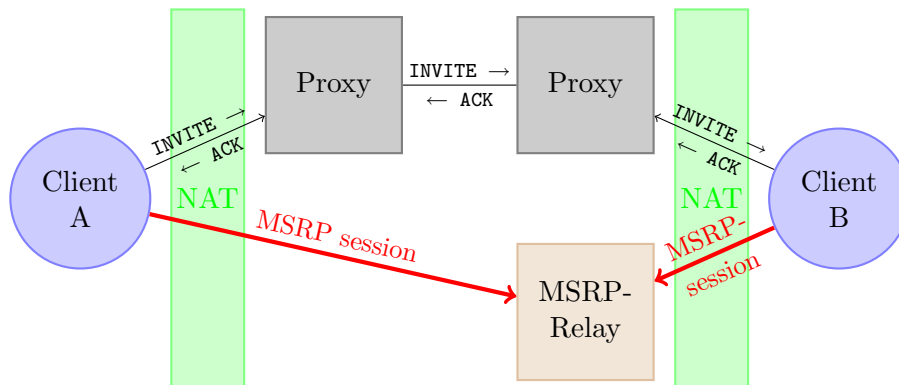 Proxy
INVITE →
← ACK
Proxy
INVITE →
← ACK
INVITE →
← ACK
Client
A
NAT
NAT
Client
B
MSRP session
MSRP-
session
MSRP-
Relay